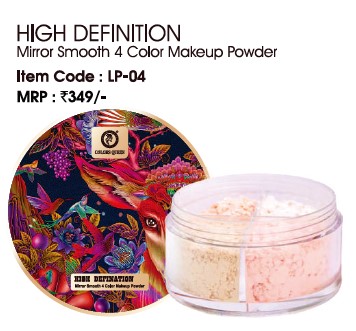 HIGH DEFINITION
Mirror Smooth 4 Color Makeup Powder
Item Code : LP-04
MRP : ₹349/-
COLORS QUEEN
HIGH DEFINATION
Mirror Smooth 4 Color Makeup Powder